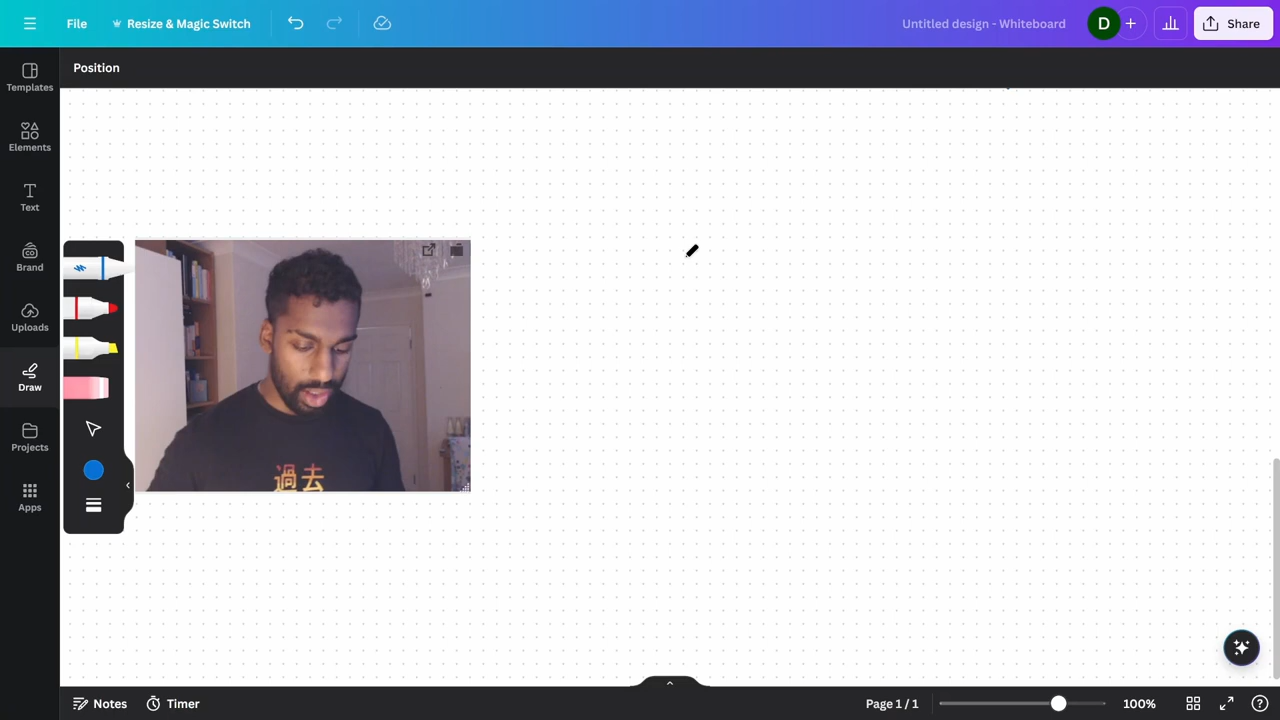 File
Resize & Magic Switch
Untitled design - Whiteboard
D
+
Share
Position
Templates
Elements
T
Text
CO
Brand
Uploads
Draw
Projects
Apps
過去
Notes
Timer
Page 1 / 1
100%
?